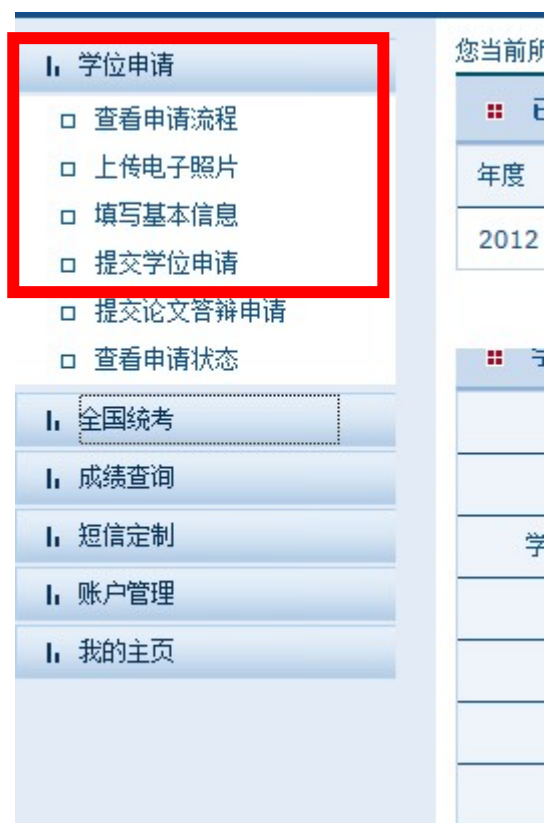 学位申请
查看申请流程
上传电子照片
填写基本信息
提交学位申请
提交论文答辩申请
查看申请状态
全国统考
成绩查询
短信定制
账户管理
我的主页
您当前所
年度
2012
学